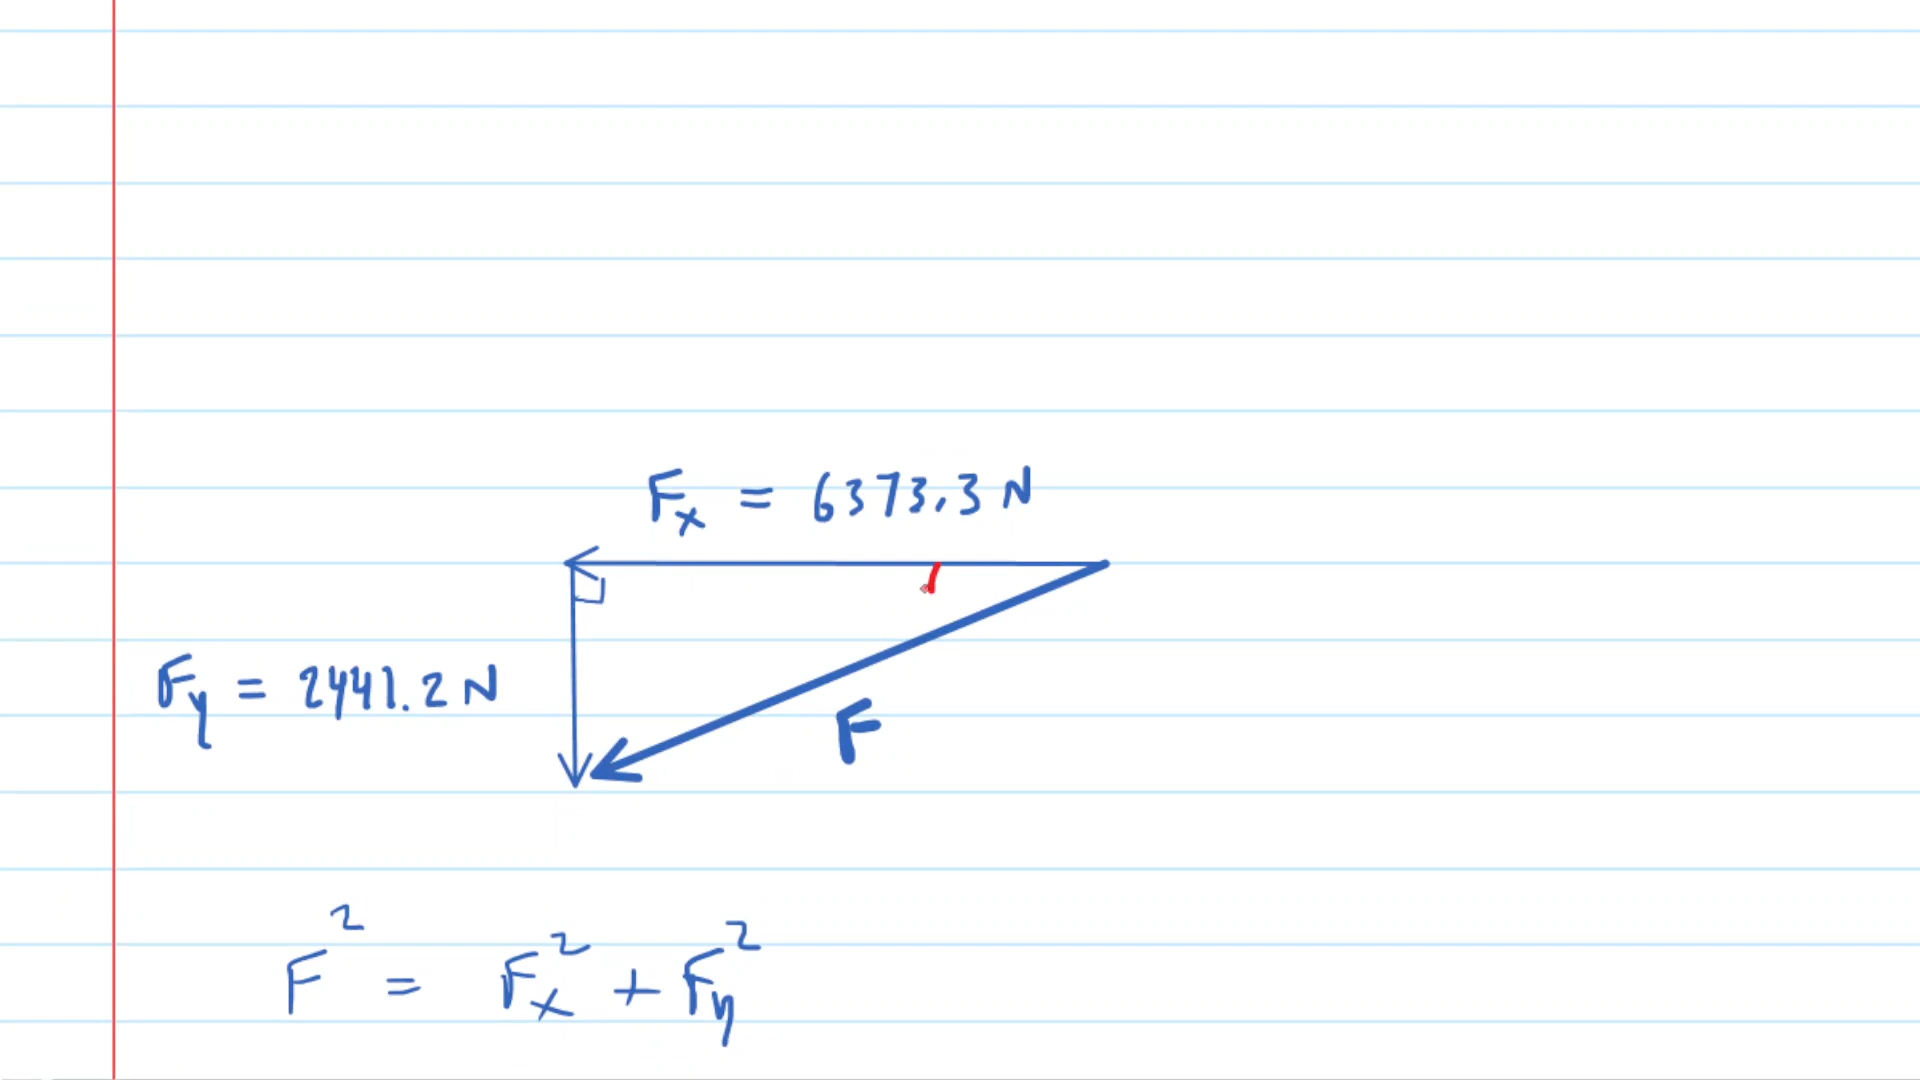 Fx = 6373.3 N
Fy = 2441.2 N
F
F² = Fx² + Fy²